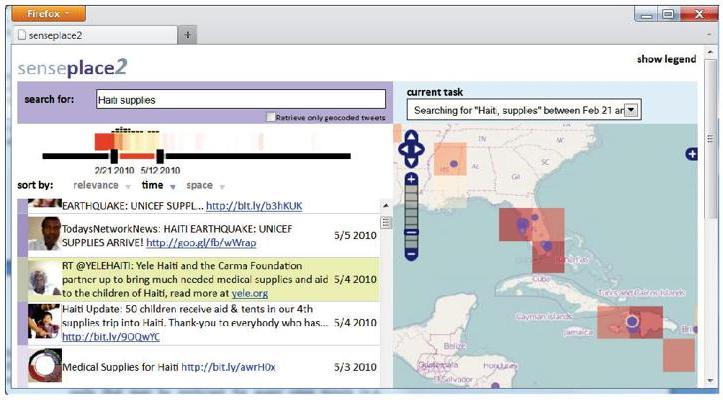 Firefox
senseplace2
+
senseplace2
show legend
search for:
Haiti supplies
Retrieve only geocoded tweets
current task
Searching for "Haiti, supplies" between Feb 21 ar
2/21 2010
5/12 2010
sort by:
relevance
time
space
EARTHQUAKE: UNICEF SUPPL... http://bit.ly/b3hKUK
TodaysNetworkNews: HAITI EARTHQUAKE: UNICEF
SUPPLIES ARRIVE! http://goo.gl/fb/wWrap
5/5 2010
RT @YELEHAITI: Yele Haiti and the Carma Foundation
partner up to bring much needed medical supplies and aid
to the children of Haiti, read more at yele.org
5/4 2010
Haiti Update: 50 children receive aid & tents in our 4th
supplies trip into Haiti. Thank-you to everybody who has...
http://bit.ly/9OQwYC
5/4 2010
Medical Supplies for Haiti http://bit.ly/awrH0x
5/3 2010
MS
AL
GA
SC
Bahamas
Cuba
Turks and Caicos Islands
Cayman Islands
Jamaica
Belize
Honduras
El Salvador